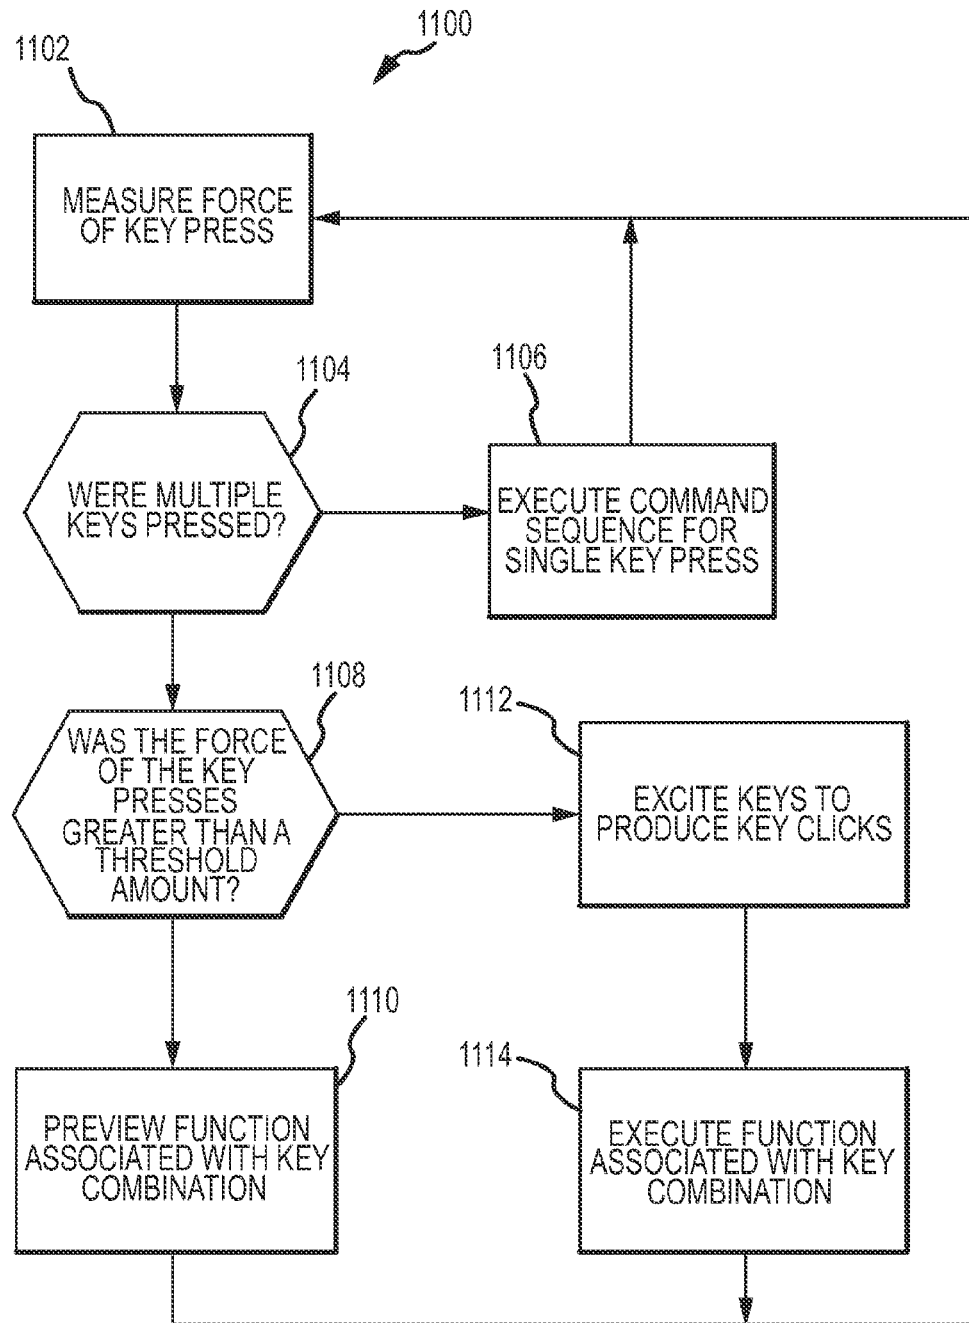 1100
1102
MEASURE FORCE
OF KEY PRESS
1104
WERE MULTIPLE
KEYS PRESSED?
1106
EXECUTE COMMAND
SEQUENCE FOR
SINGLE KEY PRESS
1108
WAS THE FORCE
OF THE KEY
PRESSES
GREATER THAN A
THRESHOLD
AMOUNT?
1112
EXCITE KEYS TO
PRODUCE KEY CLICKS
1110
PREVIEW FUNCTION
ASSOCIATED WITH KEY
COMBINATION
1114
EXECUTE FUNCTION
ASSOCIATED WITH KEY
COMBINATION